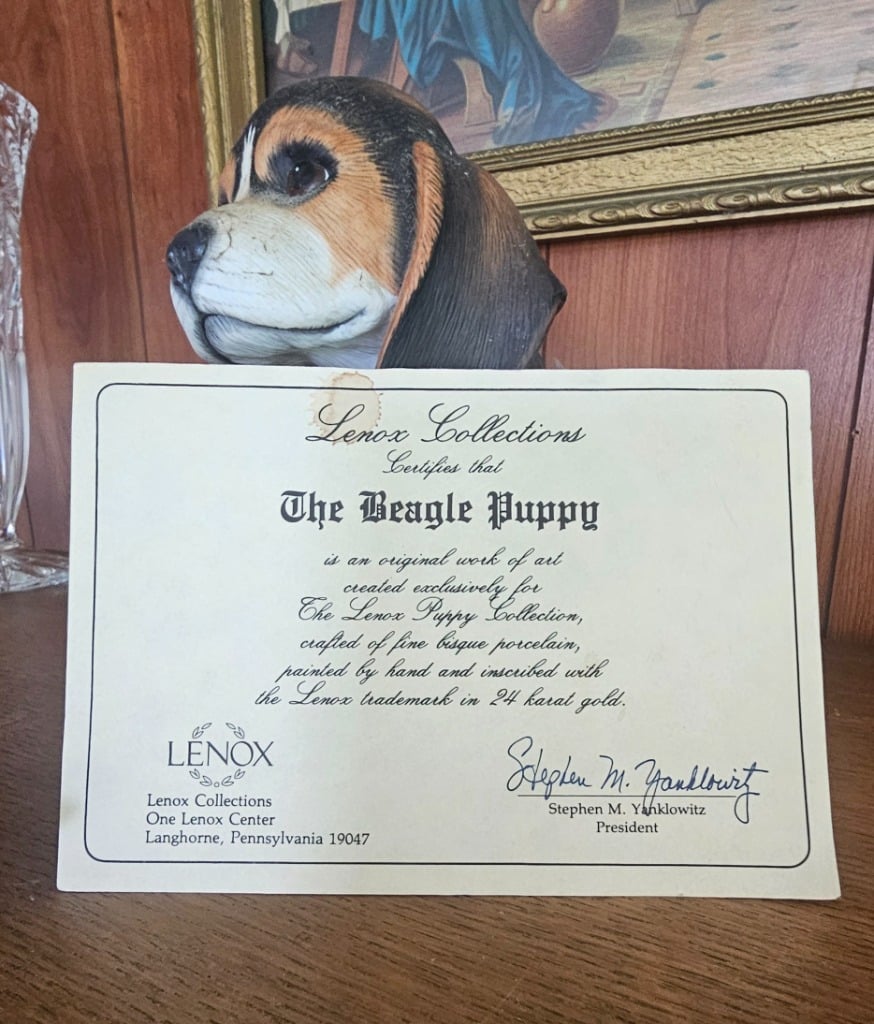 Lenox Collections
Certifies that
The Beagle Puppy
is an original work of art
created exclusively for
The Lenox Puppy Collection,
crafted of fine bisque porcelain,
painted by hand and inscribed with
the Lenox trademark in 24 karat gold.
LENOX
Lenox Collections
One Lenox Center
Langhorne, Pennsylvania 19047
Stephen M. Yanklowitz
Stephen M. Yanklowitz
President